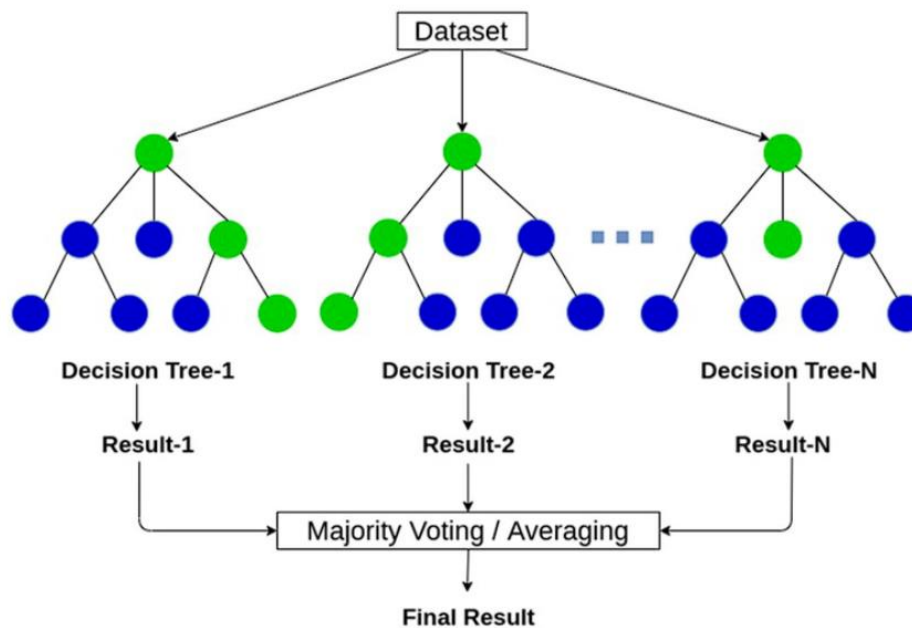 Dataset
Decision Tree-1 Decision Tree-2 Decision Tree-N
Result-1 Result-2 Result-N
Majority Voting / Averaging
Final Result